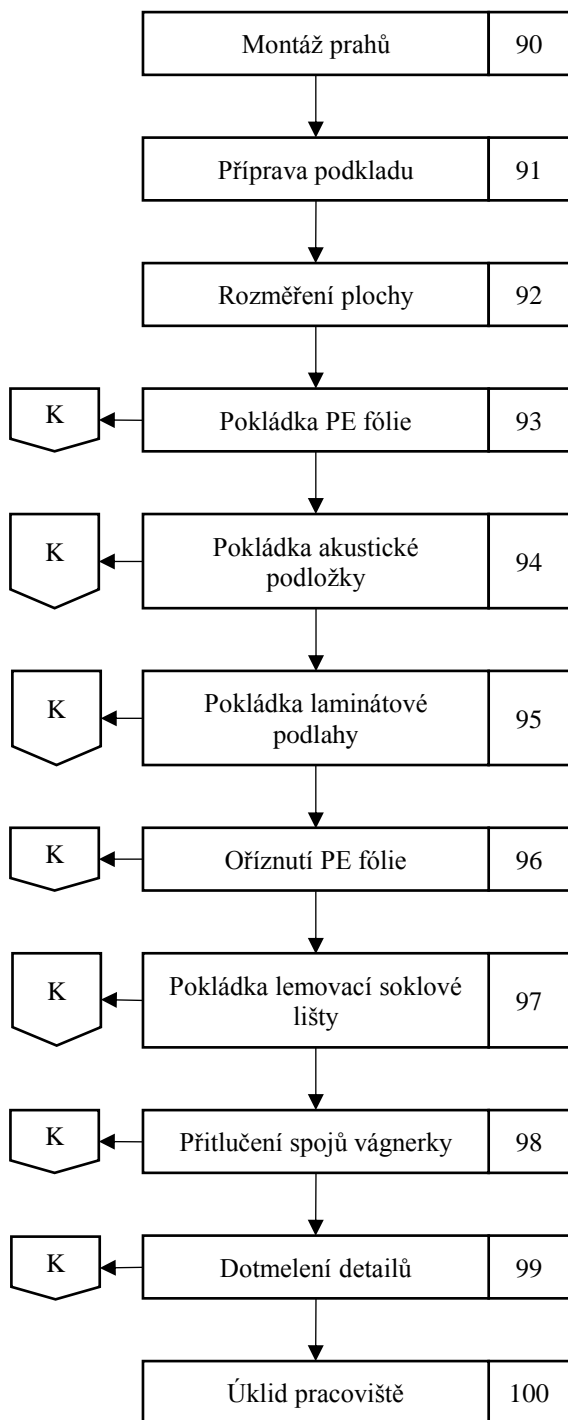 Montáž prahů 90
Příprava podkladu 91
Rozměření plochy 92
K Pokládka PE fólie 93
K Pokládka akustické
podložky 94
K Pokládka laminátové
podlahy 95
K Oříznutí PE fólie 96
K Pokládka lemovací soklové
lišty 97
K Přitlučení spojů vágnerky 98
K Dotmelení detailů 99
Úklid pracoviště 100